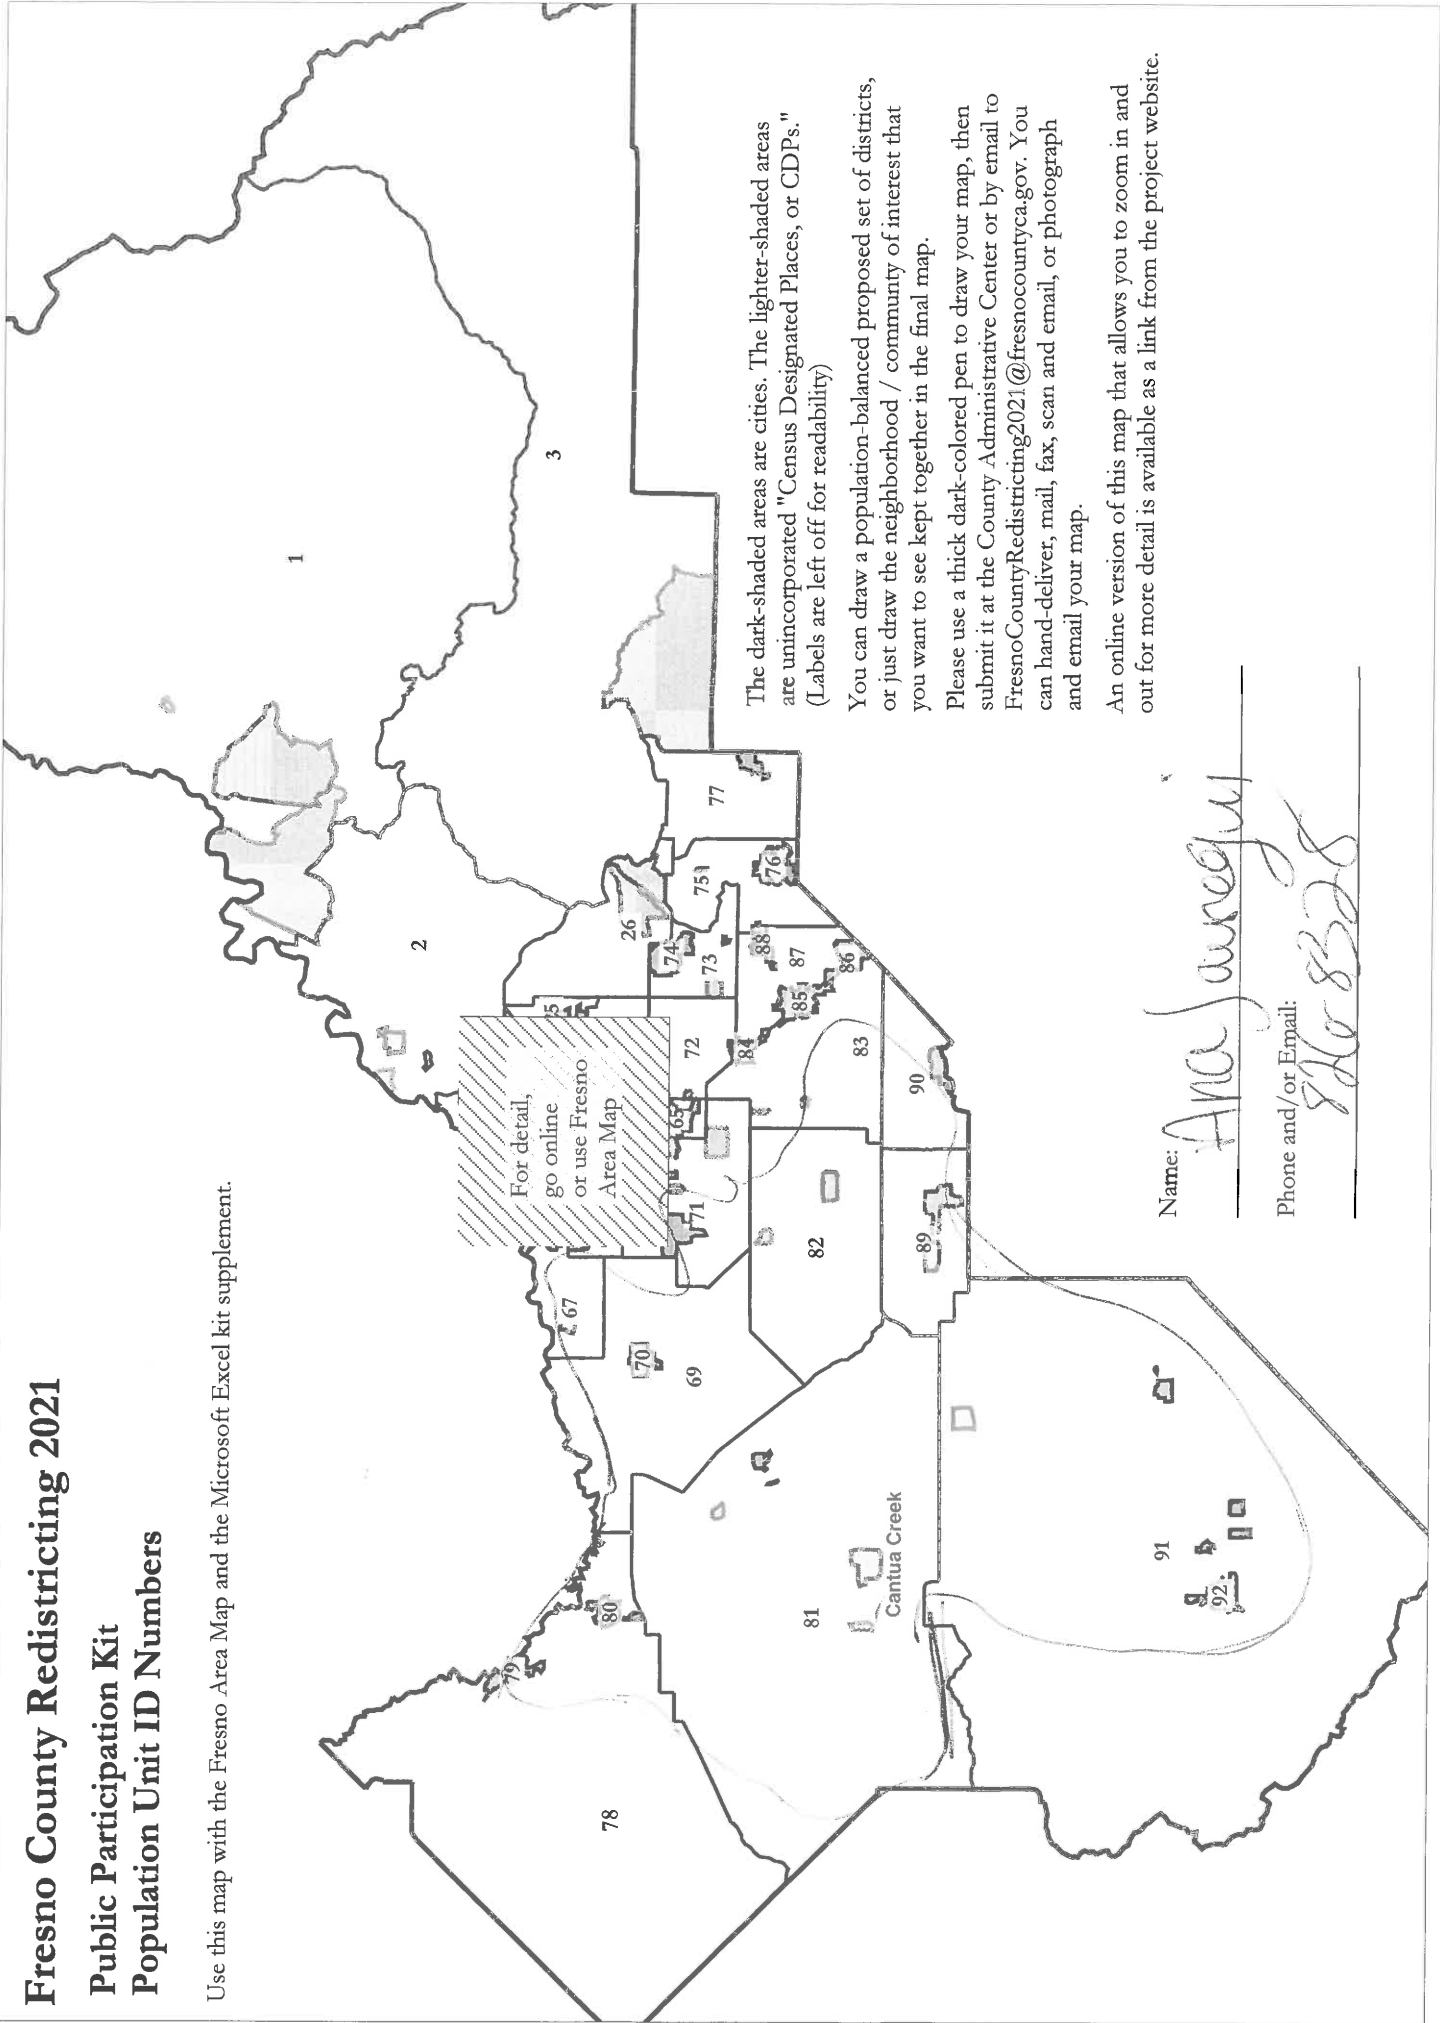 Fresno County Redistricting 2021
Public Participation Kit
Population Unit ID Numbers
Use this map with the Fresno Area Map and the Microsoft Excel kit supplement.
1
2
3
26
For detail,
go online
or use Fresno
Area Map
65
67
69
70
71
72
73
74
75
76
77
78
79
80
81
Cantua Creek
82
83
84
85
86
87
88
89
90
91
92
The dark-shaded areas are cities. The lighter-shaded areas
are unincorporated "Census Designated Places, or CDPs."
(Labels are left off for readability)
You can draw a population-balanced proposed set of districts,
or just draw the neighborhood / community of interest that
you want to see kept together in the final map.
Please use a thick dark-colored pen to draw your map, then
submit it at the County Administrative Center or by email to
FresnoCountyRedistricting2021@fresnocountyca.gov. You
can hand-deliver, mail, fax, scan and email, or photograph
and email your map.
An online version of this map that allows you to zoom in and
out for more detail is available as a link from the project website.
Name: Ana Jauregui
Phone and/or Email: